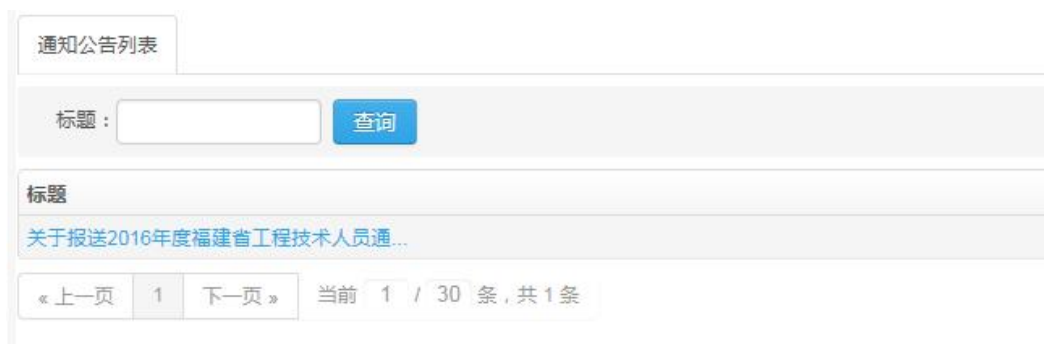 通知公告列表
标题： 查询
标题
关于报送2016年度福建省工程技术人员通...
« 上一页 1 下一页 » 当前 1 / 30 条，共 1 条